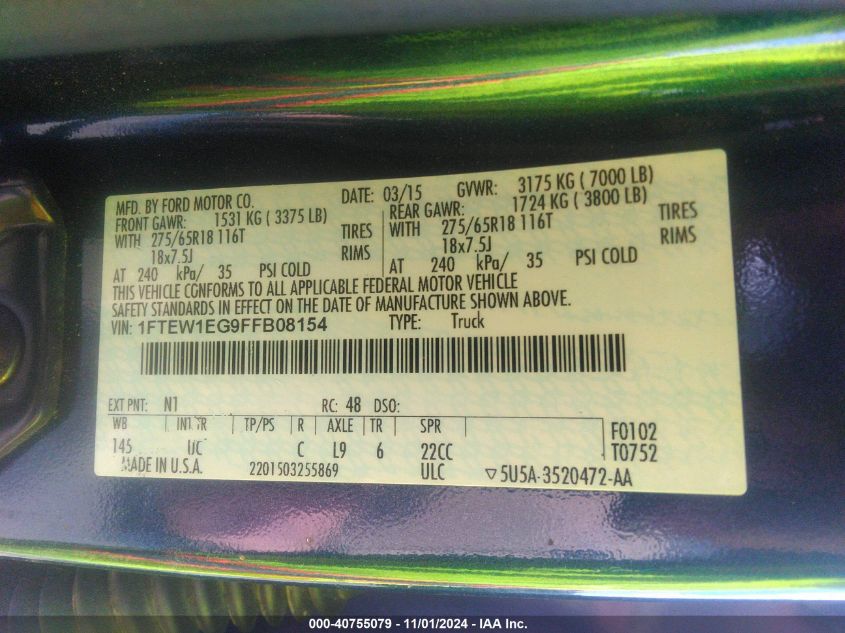 MFD. BY FORD MOTOR CO. DATE: 03/15 GVWR: 3175 KG ( 7000 LB)
FRONT GAWR: 1531 KG ( 3375 LB) REAR GAWR: 1724 KG ( 3800 LB)
WITH 275/65R18 116T TIRES WITH 275/65R18 116T TIRES
18x7.5J RIMS 18x7.5J RIMS
AT 240 kPa/ 35 PSI COLD AT 240 kPa/ 35 PSI COLD
THIS VEHICLE CONFORMS TO ALL APPLICABLE FEDERAL MOTOR VEHICLE
SAFETY STANDARDS IN EFFECT ON THE DATE OF MANUFACTURE SHOWN ABOVE.
VIN: 1FTEW1EG9FFB08154 TYPE: Truck
EXT PNT: N1 RC: 48 DSO:
WB INT TR TP/PS R AXLE TR SPR F0102
145 UC C L9 6 22CC T0752
MADE IN U.S.A. 2201503255869 ULC ▽5U5A-3520472-AA
000-40755079 - 11/01/2024 - IAA Inc.